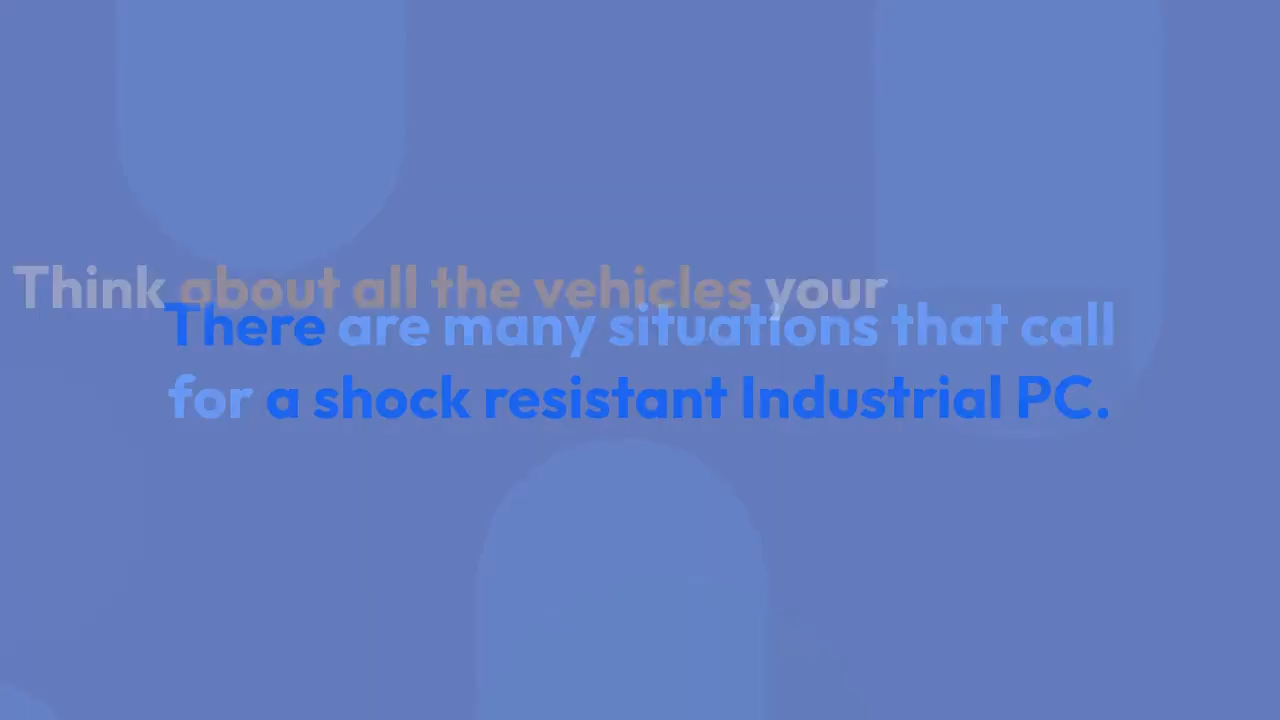 Think about all the vehicles your
There are many situations that call
for a shock resistant Industrial PC.